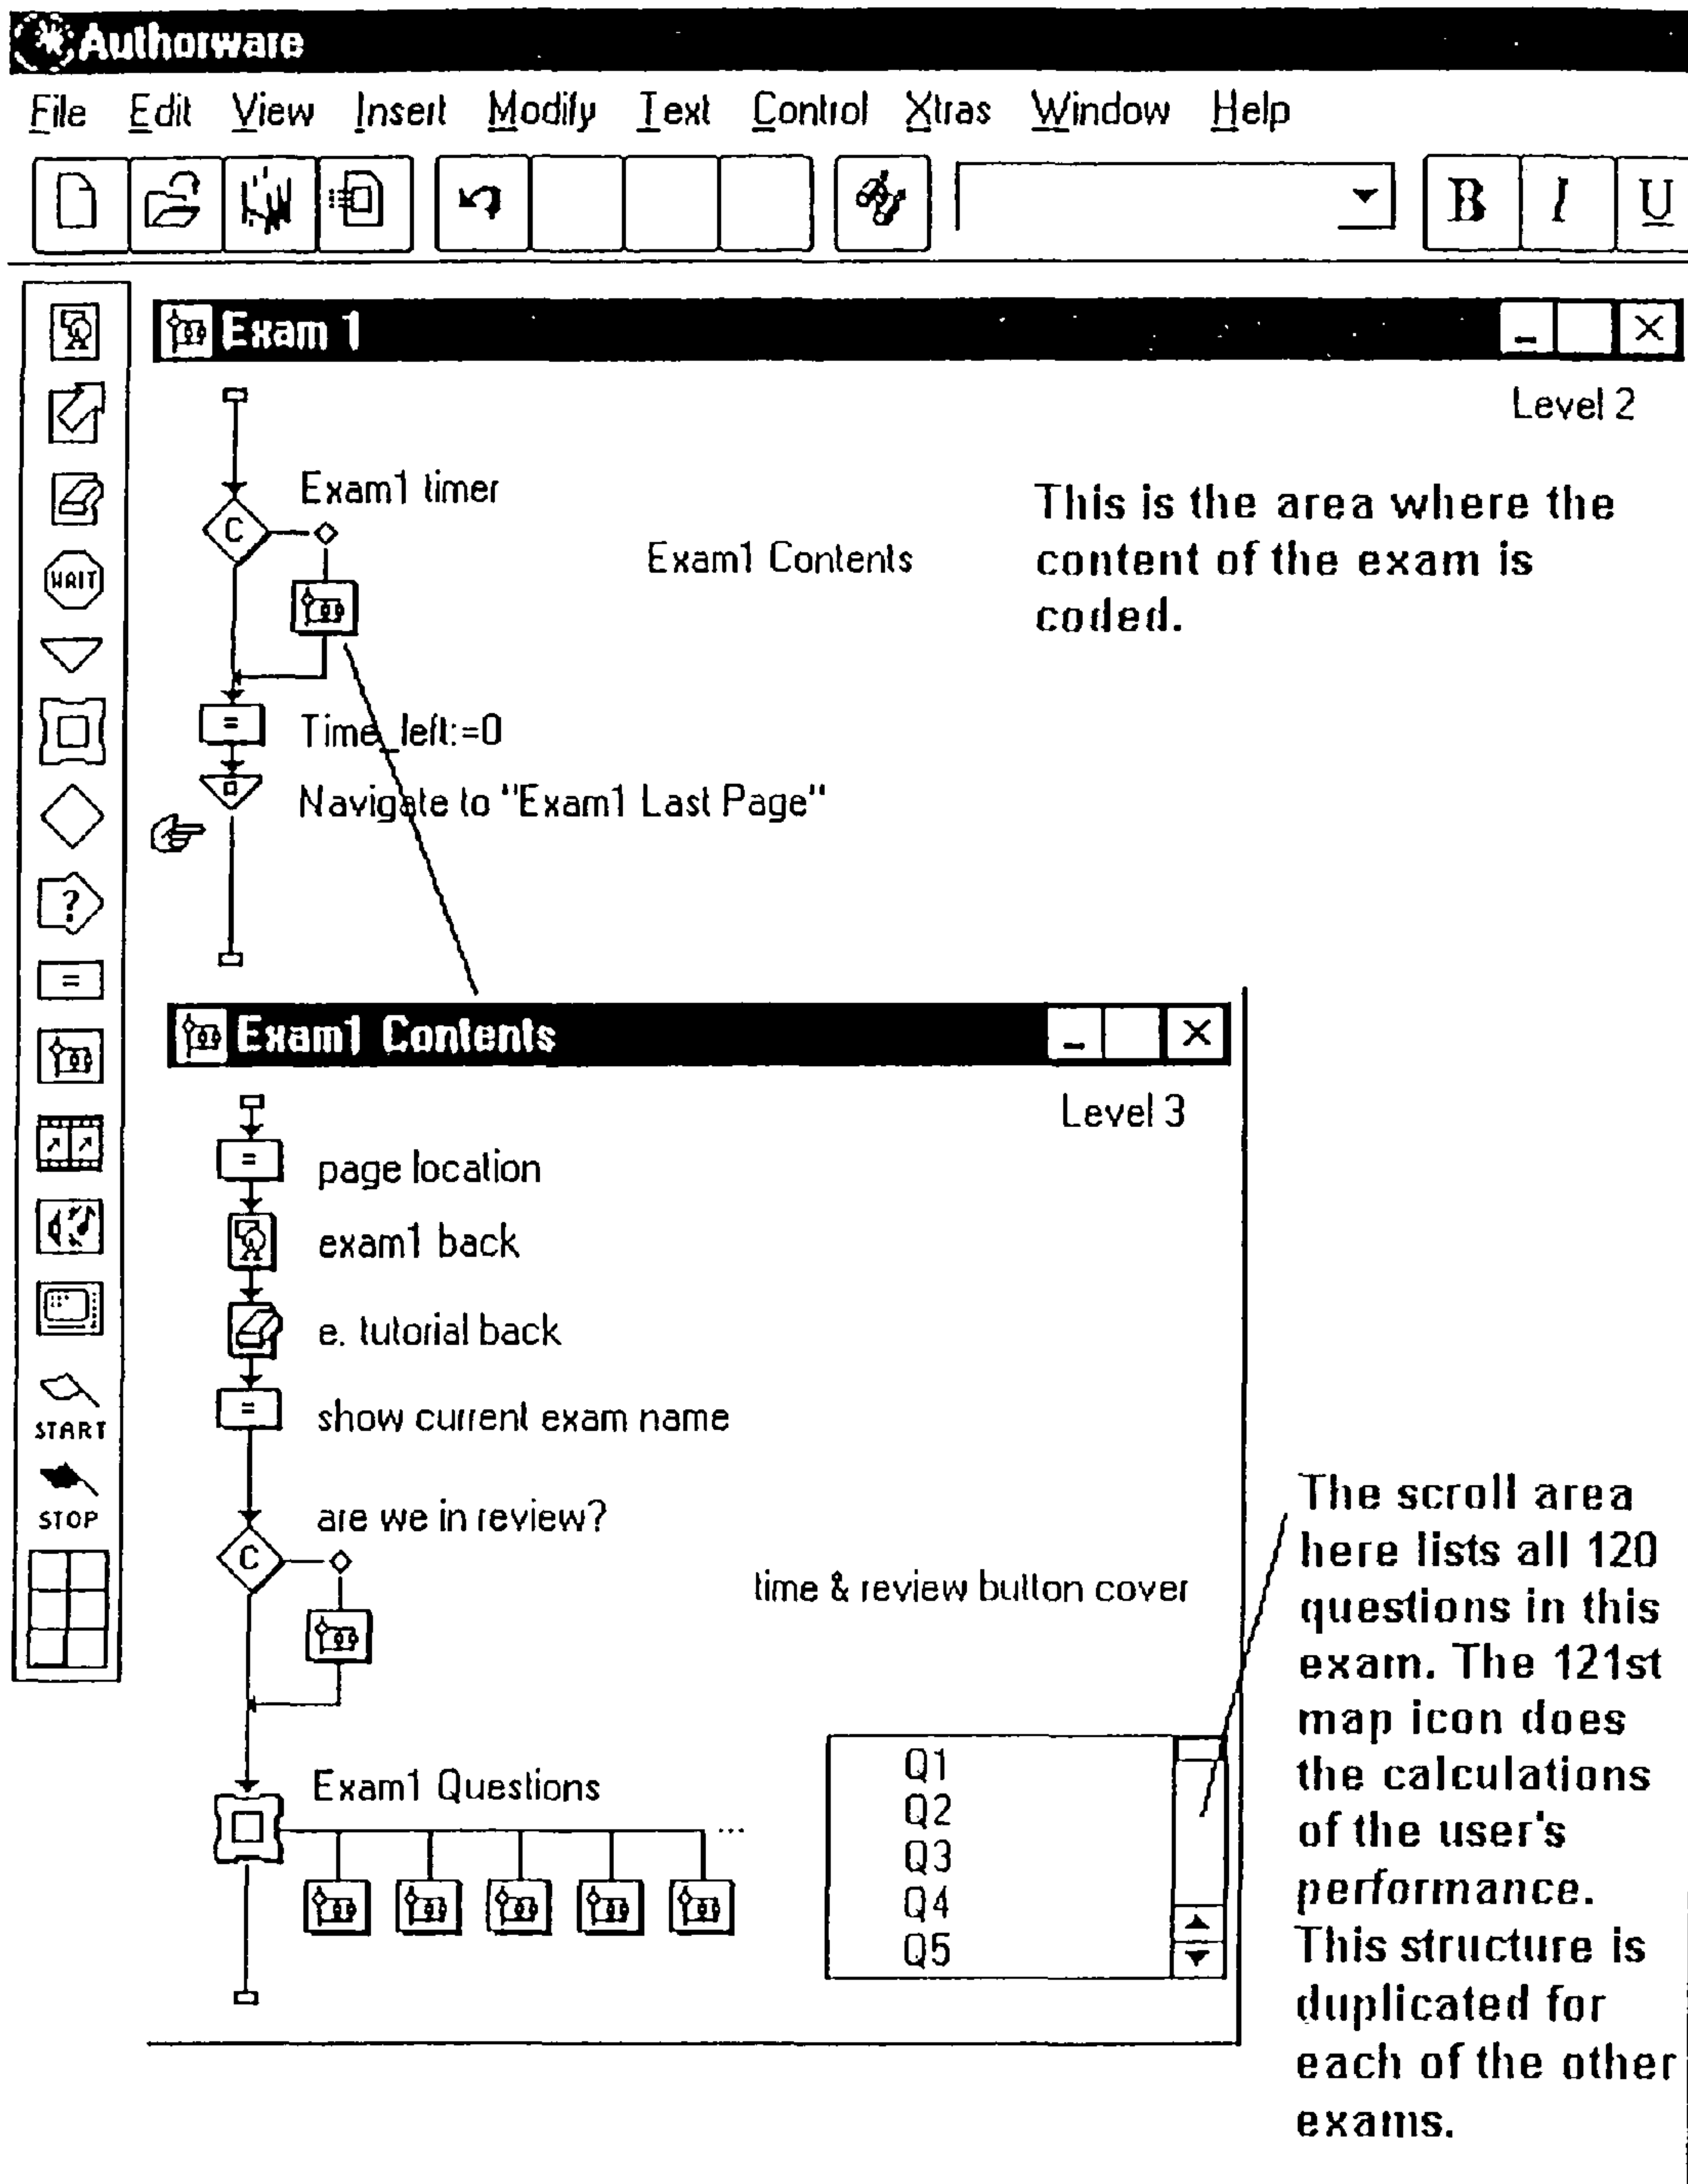 Authorware
File Edit View Insert Modify Text Control Xtras Window Help
B I U
Exam 1
Level 2
Exam1 timer
C
Exam1 Contents
This is the area where the
content of the exam is
coded.
WAIT
=
Time_left:=0
Navigate to "Exam1 Last Page"
?
=
Exam1 Contents
Level 3
=
page location
exam1 back
e. tutorial back
=
show current exam name
START
STOP
are we in review?
C
time & review button cover
Exam1 Questions
...
Q1
Q2
Q3
Q4
Q5
The scroll area
here lists all 120
questions in this
exam. The 121st
map icon does
the calculations
of the user's
performance.
This structure is
duplicated for
each of the other
exams.